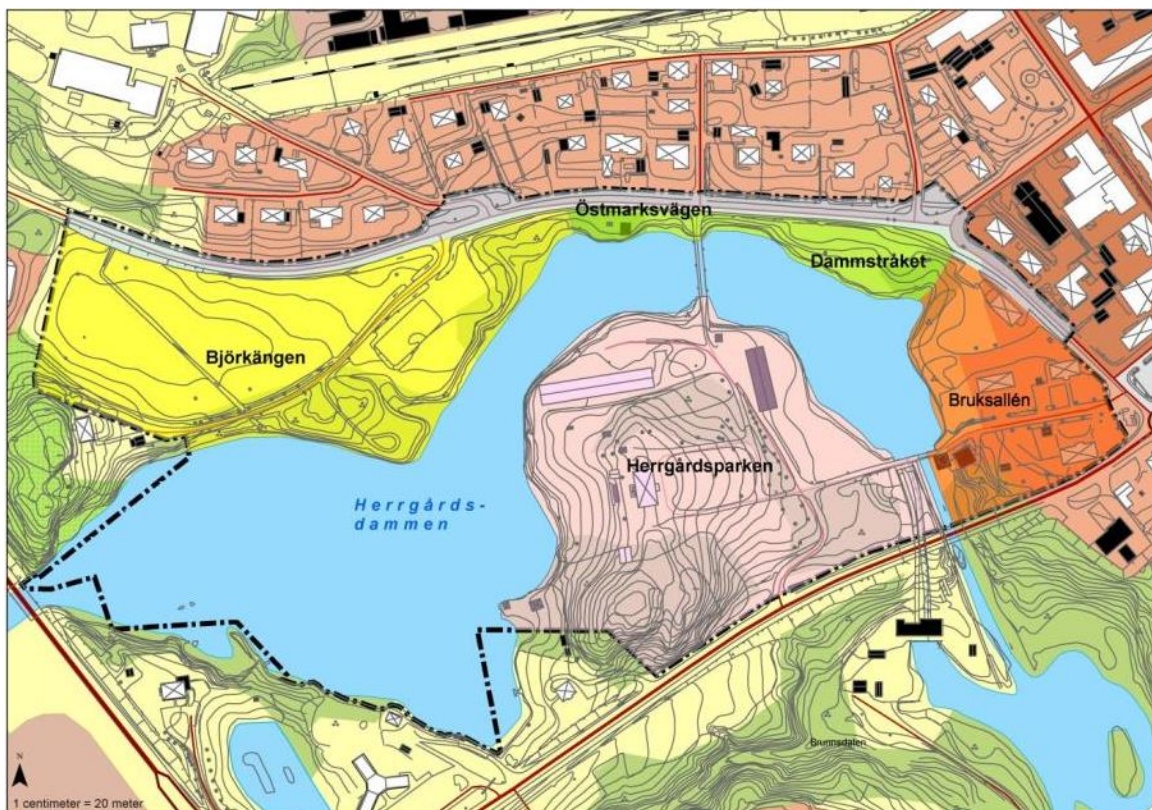 Östmarksvägen
Dammstråket
Björkängen
Bruksallén
Herrgårdsparken
Herrgårds-
dammen
Brunnsdalen
N
1 centimeter = 20 meter